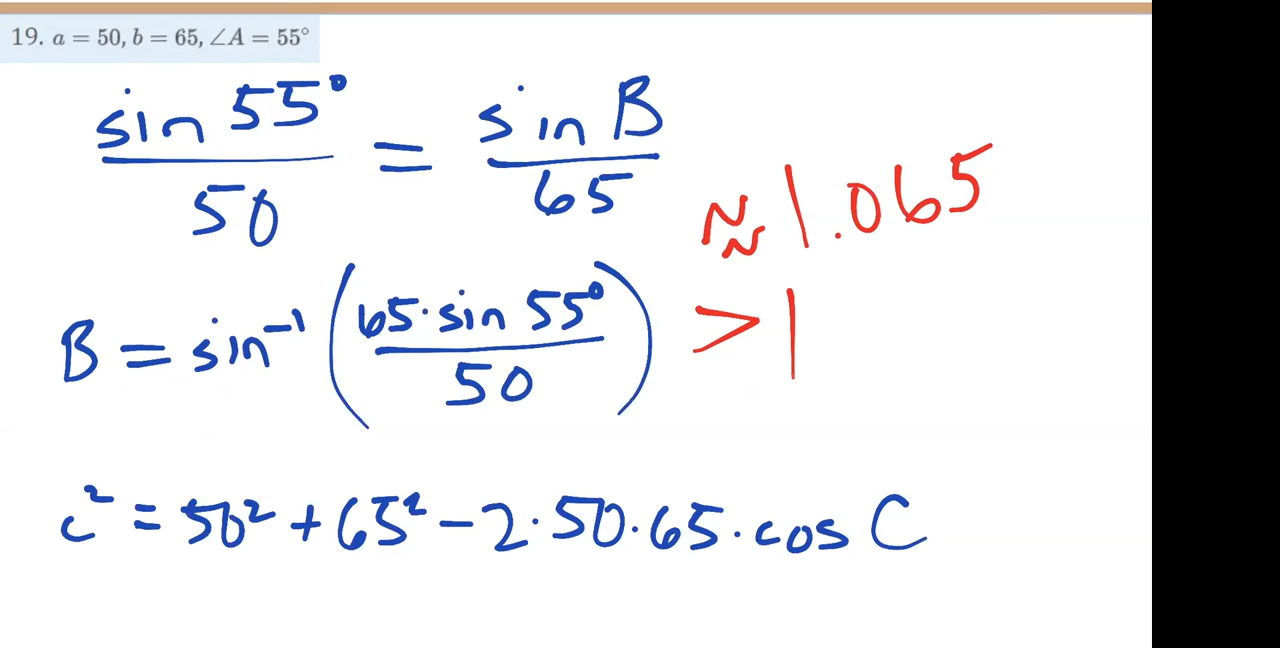 19. a = 50, b = 65, ∠A = 55°
sin 55° / 50 = sin B / 65
≈ 1.065
B = sin⁻¹ ( 65 · sin 55° / 50 ) > 1
c² = 50² + 65² − 2 · 50 · 65 · cos C